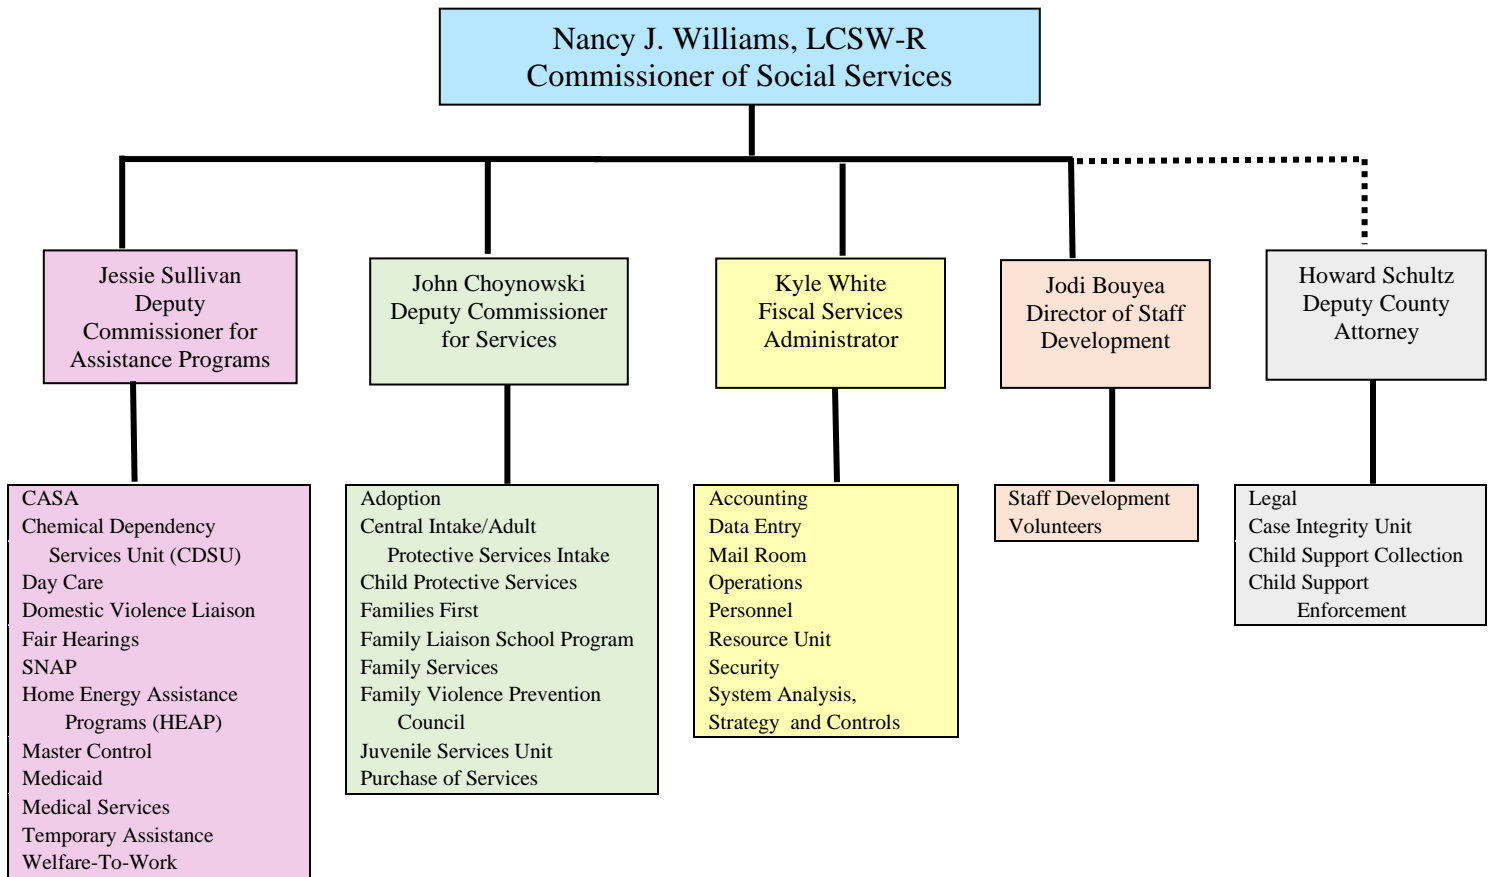 Nancy J. Williams, LCSW-R
Commissioner of Social Services
Jessie Sullivan
Deputy
Commissioner for
Assistance Programs
John Choynowski
Deputy Commissioner
for Services
Kyle White
Fiscal Services
Administrator
Jodi Bouyea
Director of Staff
Development
Howard Schultz
Deputy County
Attorney
CASA
Chemical Dependency
Services Unit (CDSU)
Day Care
Domestic Violence Liaison
Fair Hearings
SNAP
Home Energy Assistance
Programs (HEAP)
Master Control
Medicaid
Medical Services
Temporary Assistance
Welfare-To-Work
Adoption
Central Intake/Adult
Protective Services Intake
Child Protective Services
Families First
Family Liaison School Program
Family Services
Family Violence Prevention
Council
Juvenile Services Unit
Purchase of Services
Accounting
Data Entry
Mail Room
Operations
Personnel
Resource Unit
Security
System Analysis,
Strategy  and Controls
Staff Development
Volunteers
Legal
Case Integrity Unit
Child Support Collection
Child Support
Enforcement